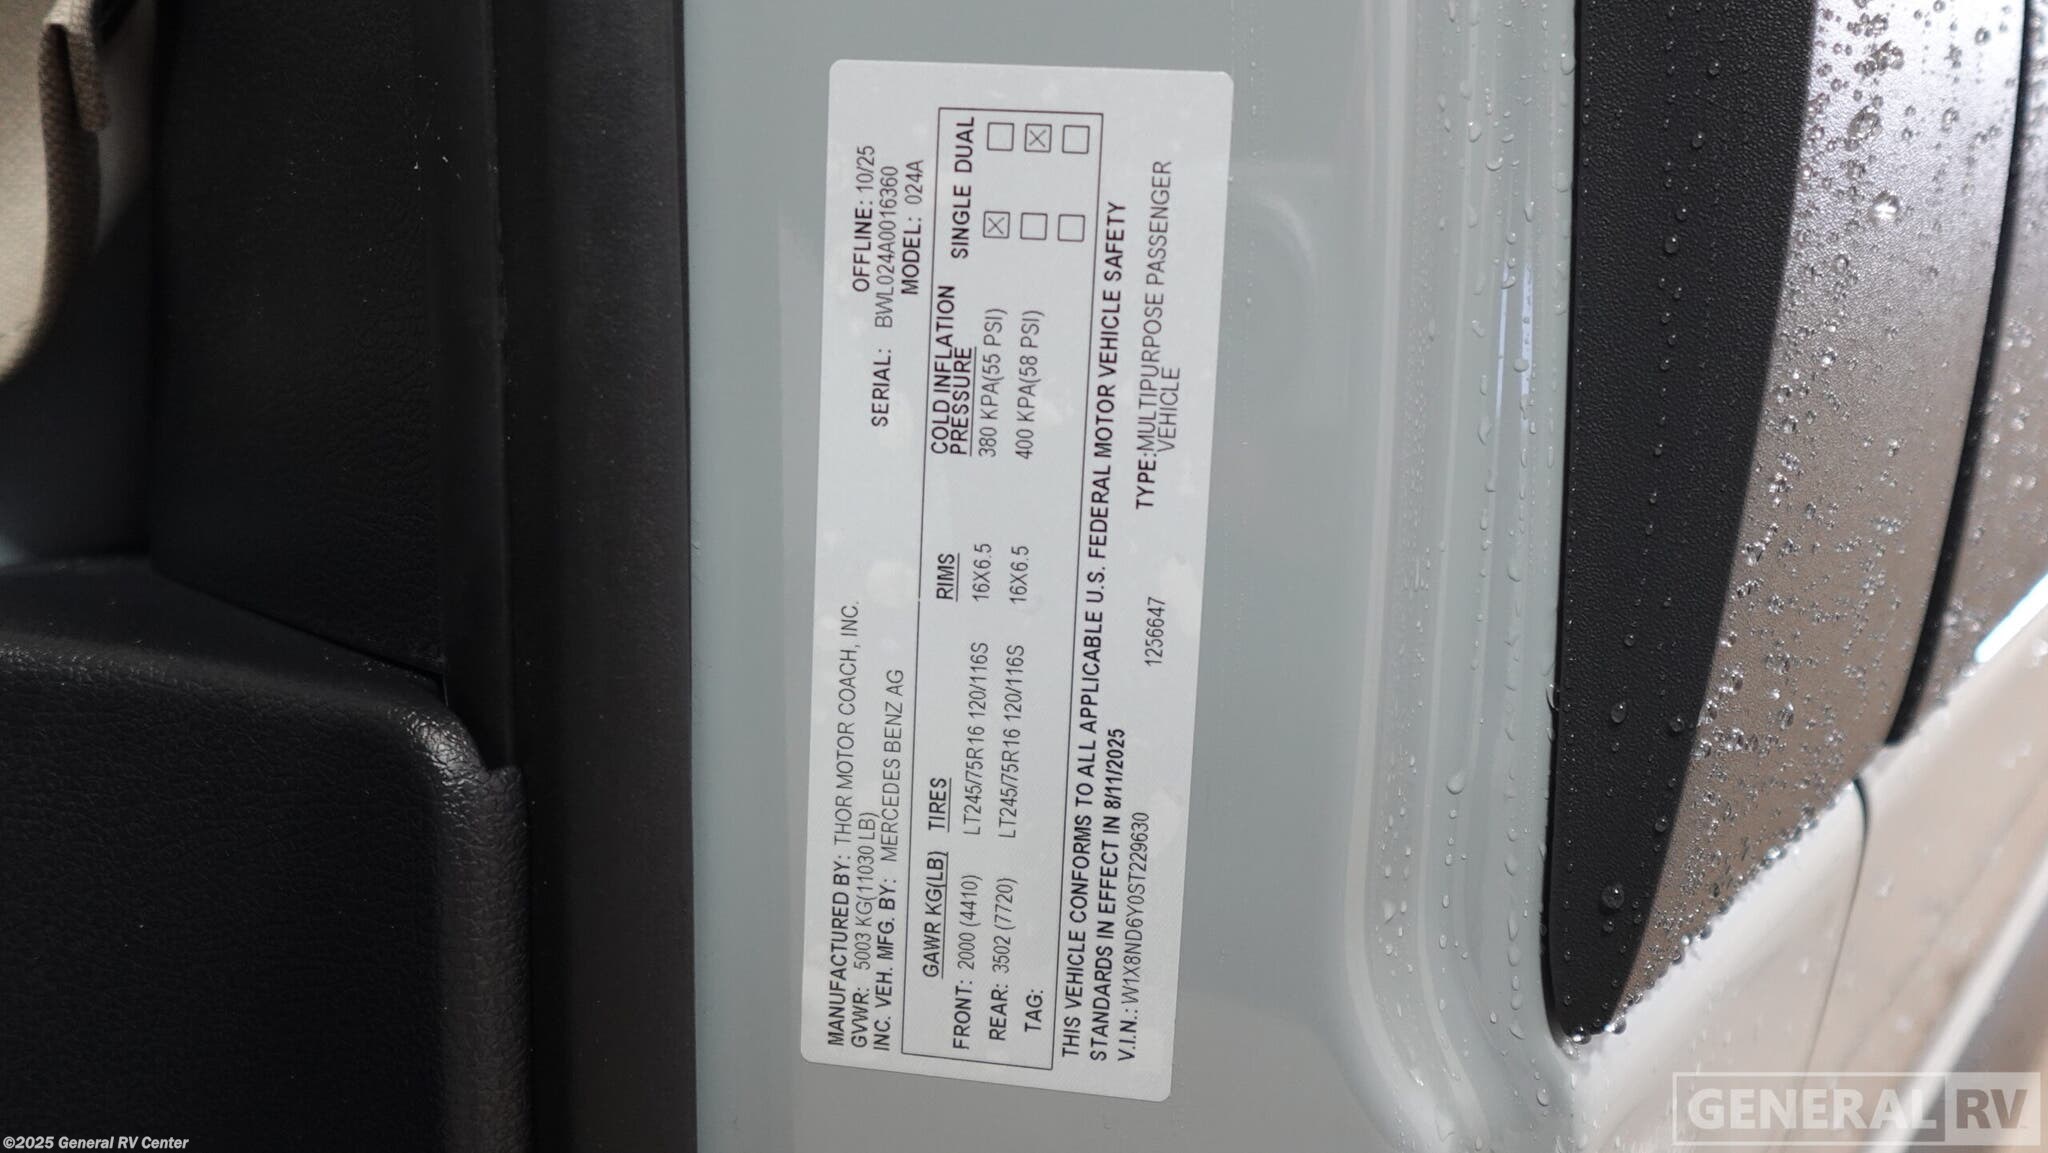 MANUFACTURED BY: THOR MOTOR COACH, INC. OFFLINE: 10/25
GVWR: 5003 KG(11030 LB) SERIAL: BWL024A0016360
INC. VEH. MFG. BY: MERCEDES BENZ AG MODEL: 024A
GAWR KG(LB) TIRES RIMS COLD INFLATION PRESSURE SINGLE DUAL
FRONT: 2000 (4410) LT245/75R16 120/116S 16X6.5 380 KPA(55 PSI) ☒ ☐
REAR: 3502 (7720) LT245/75R16 120/116S 16X6.5 400 KPA(58 PSI) ☐ ☒
TAG: ☐ ☐
THIS VEHICLE CONFORMS TO ALL APPLICABLE U.S. FEDERAL MOTOR VEHICLE SAFETY
STANDARDS IN EFFECT IN 8/11/2025
V.I.N.: W1X8ND6Y0ST229630 1256647 TYPE:MULTIPURPOSE PASSENGER
VEHICLE
GENERAL RV
©2025 General RV Center